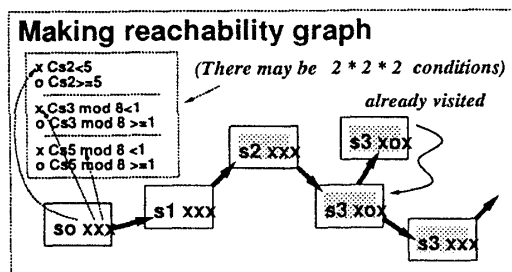 Making reachability graph
x Cs2<5
o Cs2>=5
x Cs3 mod 8<1
o Cs3 mod 8 >=1
x Cs5 mod 8 <1
o Cs5 mod 8 >=1
(There may be 2 * 2 * 2 conditions)
already visited
s2 xxx
s3 xox
so xxx
s1 xxx
s3 xox
s3 xxx